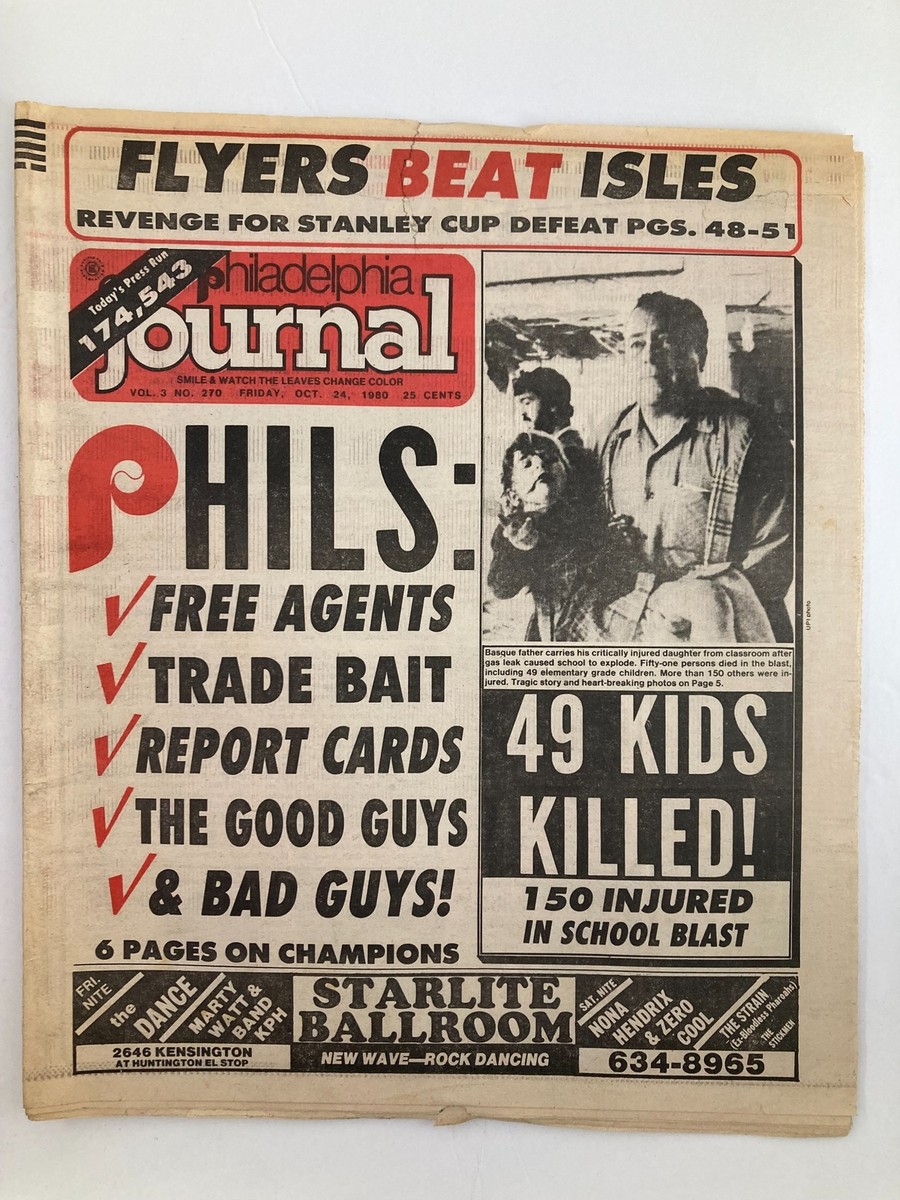 FLYERS BEAT ISLES
REVENGE FOR STANLEY CUP DEFEAT PGS. 48-51
Today's Press Run
174,543
philadelphia
journal
SMILE & WATCH THE LEAVES CHANGE COLOR
VOL. 3 NO. 270 FRIDAY, OCT. 24, 1980 25 CENTS
PHILS:
FREE AGENTS
TRADE BAIT
REPORT CARDS
THE GOOD GUYS
& BAD GUYS!
6 PAGES ON CHAMPIONS
UPI photo
Basque father carries his critically injured daughter from classroom after
gas leak caused school to explode. Fifty-one persons died in the blast,
including 49 elementary grade children. More than 150 others were in-
jured. Tragic story and heart-breaking photos on Page 5.
49 KIDS
KILLED!
150 INJURED
IN SCHOOL BLAST
FRI.
NITE
the
DANCE
MARTY
WATT &
BAND
KPH
2646 KENSINGTON
AT HUNTINGTON EL STOP
STARLITE
BALLROOM
NEW WAVE—ROCK DANCING
SAT. NITE
NONA
HENDRIX
& ZERO
COOL
THE STRAIN
(Ex-Bloodless Pharoahs)
THE
STICKMEN
634-8965